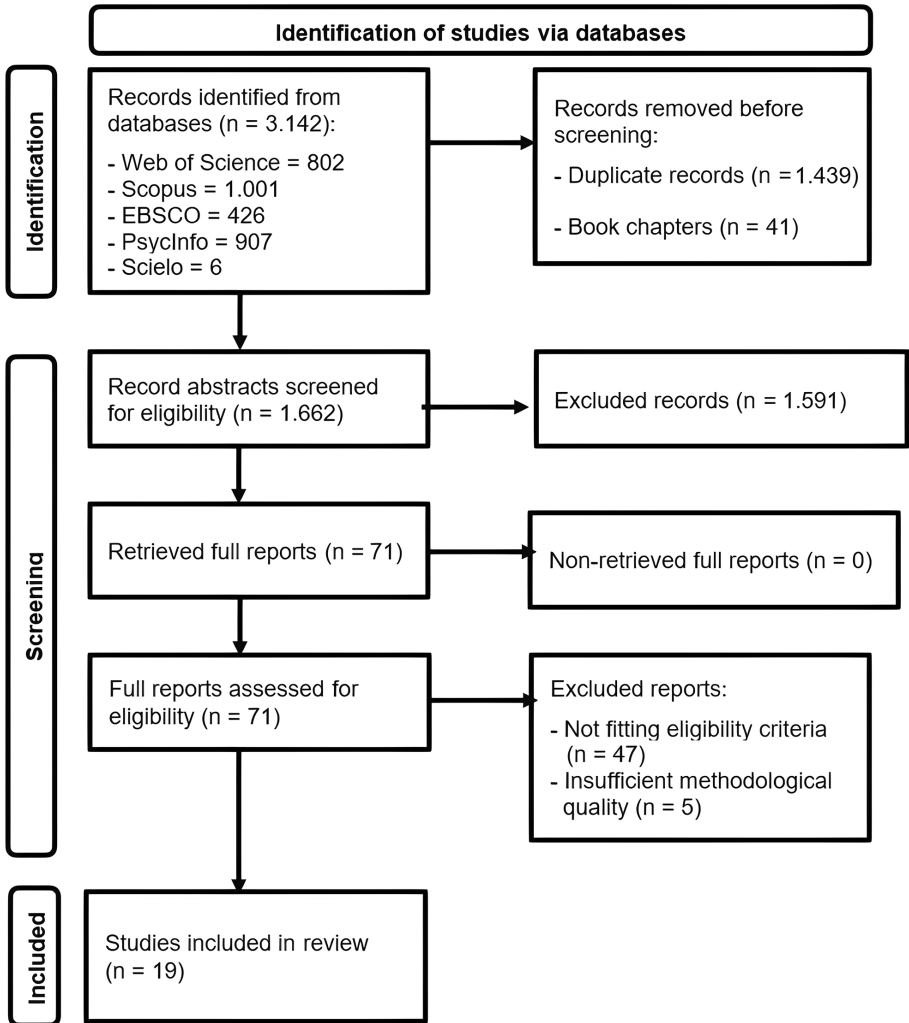 Identification of studies via databases
Identification
Records identified from
databases (n = 3.142):
- Web of Science = 802
- Scopus = 1.001
- EBSCO = 426
- PsycInfo = 907
- Scielo = 6
Records removed before
screening:
- Duplicate records (n = 1.439)
- Book chapters (n = 41)
Screening
Record abstracts screened
for eligibility (n = 1.662)
Excluded records (n = 1.591)
Retrieved full reports (n = 71)
Non-retrieved full reports (n = 0)
Full reports assessed for
eligibility (n = 71)
Excluded reports:
- Not fitting eligibility criteria
(n = 47)
- Insufficient methodological
quality (n = 5)
Included
Studies included in review
(n = 19)